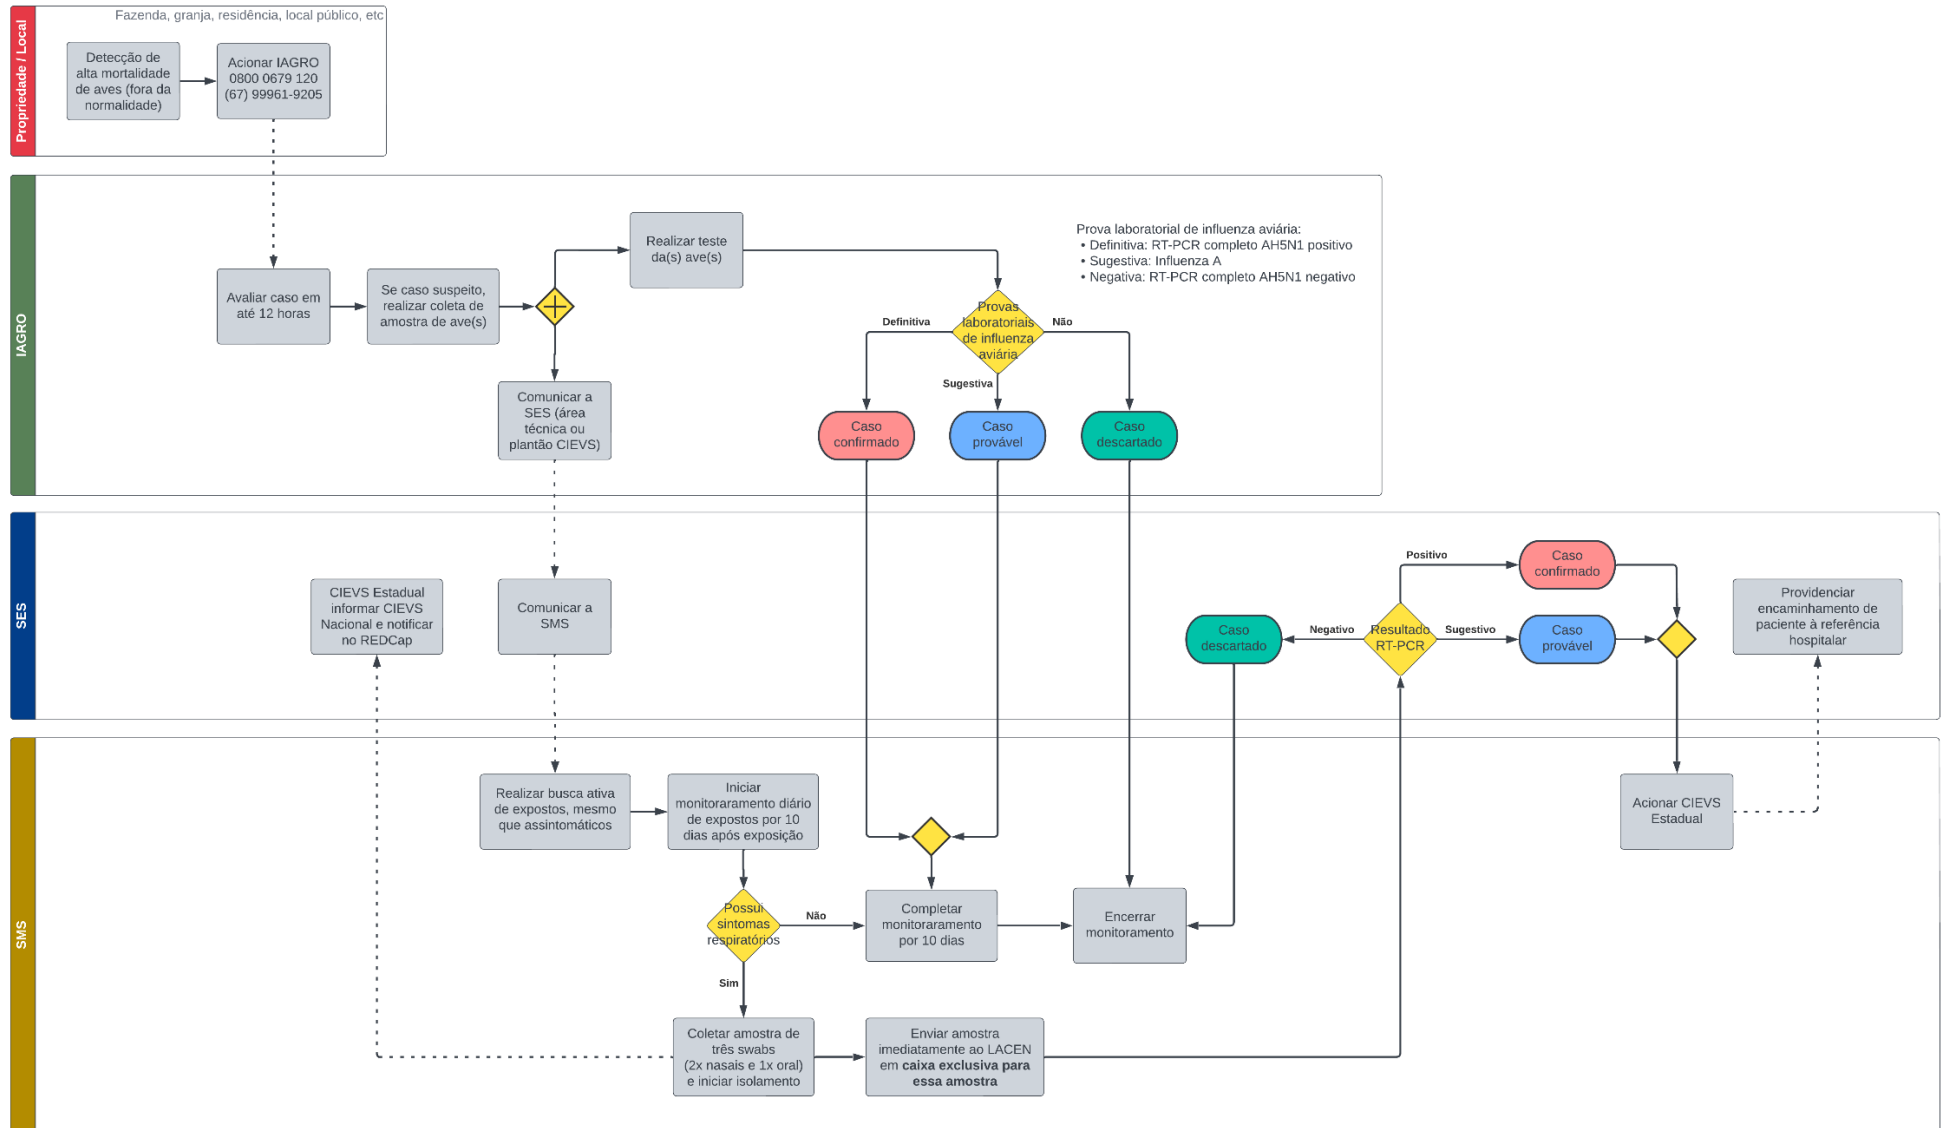 Propriedade / Local
Fazenda, granja, residência, local público, etc
Detecção de
alta mortalidade
de aves (fora da
normalidade)
Acionar IAGRO
0800 0679 120
(67) 99961-9205
IAGRO
Avaliar caso em
até 12 horas
Se caso suspeito,
realizar coleta de
amostra de ave(s)
Realizar teste
da(s) ave(s)
Comunicar a
SES (área
técnica ou
plantão CIEVS)
Prova laboratorial de influenza aviária:
• Definitiva: RT-PCR completo AH5N1 positivo
• Sugestiva: Influenza A
• Negativa: RT-PCR completo AH5N1 negativo
Provas
laboratoriais
de influenza
aviária
Definitiva
Não
Sugestiva
Caso
confirmado
Caso
provável
Caso
descartado
SES
CIEVS Estadual
informar CIEVS
Nacional e notificar
no REDCap
Comunicar a
SMS
Caso
descartado
Negativo
Resultado
RT-PCR
Positivo
Sugestivo
Caso
confirmado
Caso
provável
Providenciar
encaminhamento de
paciente à referência
hospitalar
SMS
Realizar busca ativa
de expostos, mesmo
que assintomáticos
Iniciar
monitoraramento diário
de expostos por 10
dias após exposição
Possui
sintomas
respiratórios
Não
Sim
Completar
monitoraramento
por 10 dias
Encerrar
monitoramento
Acionar CIEVS
Estadual
Coletar amostra de
três swabs
(2x nasais e 1x oral)
e iniciar isolamento
Enviar amostra
imediatamente ao LACEN
em caixa exclusiva para
essa amostra